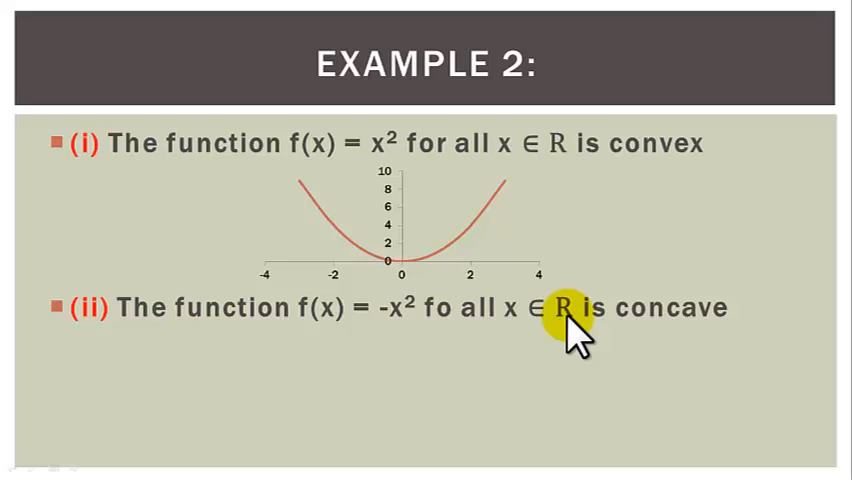 EXAMPLE 2:
(i) The function f(x) = x² for all x ∈ R is convex
10
8
6
4
2
0
-4 -2 0 2 4
(ii) The function f(x) = -x² fo all x ∈ R is concave